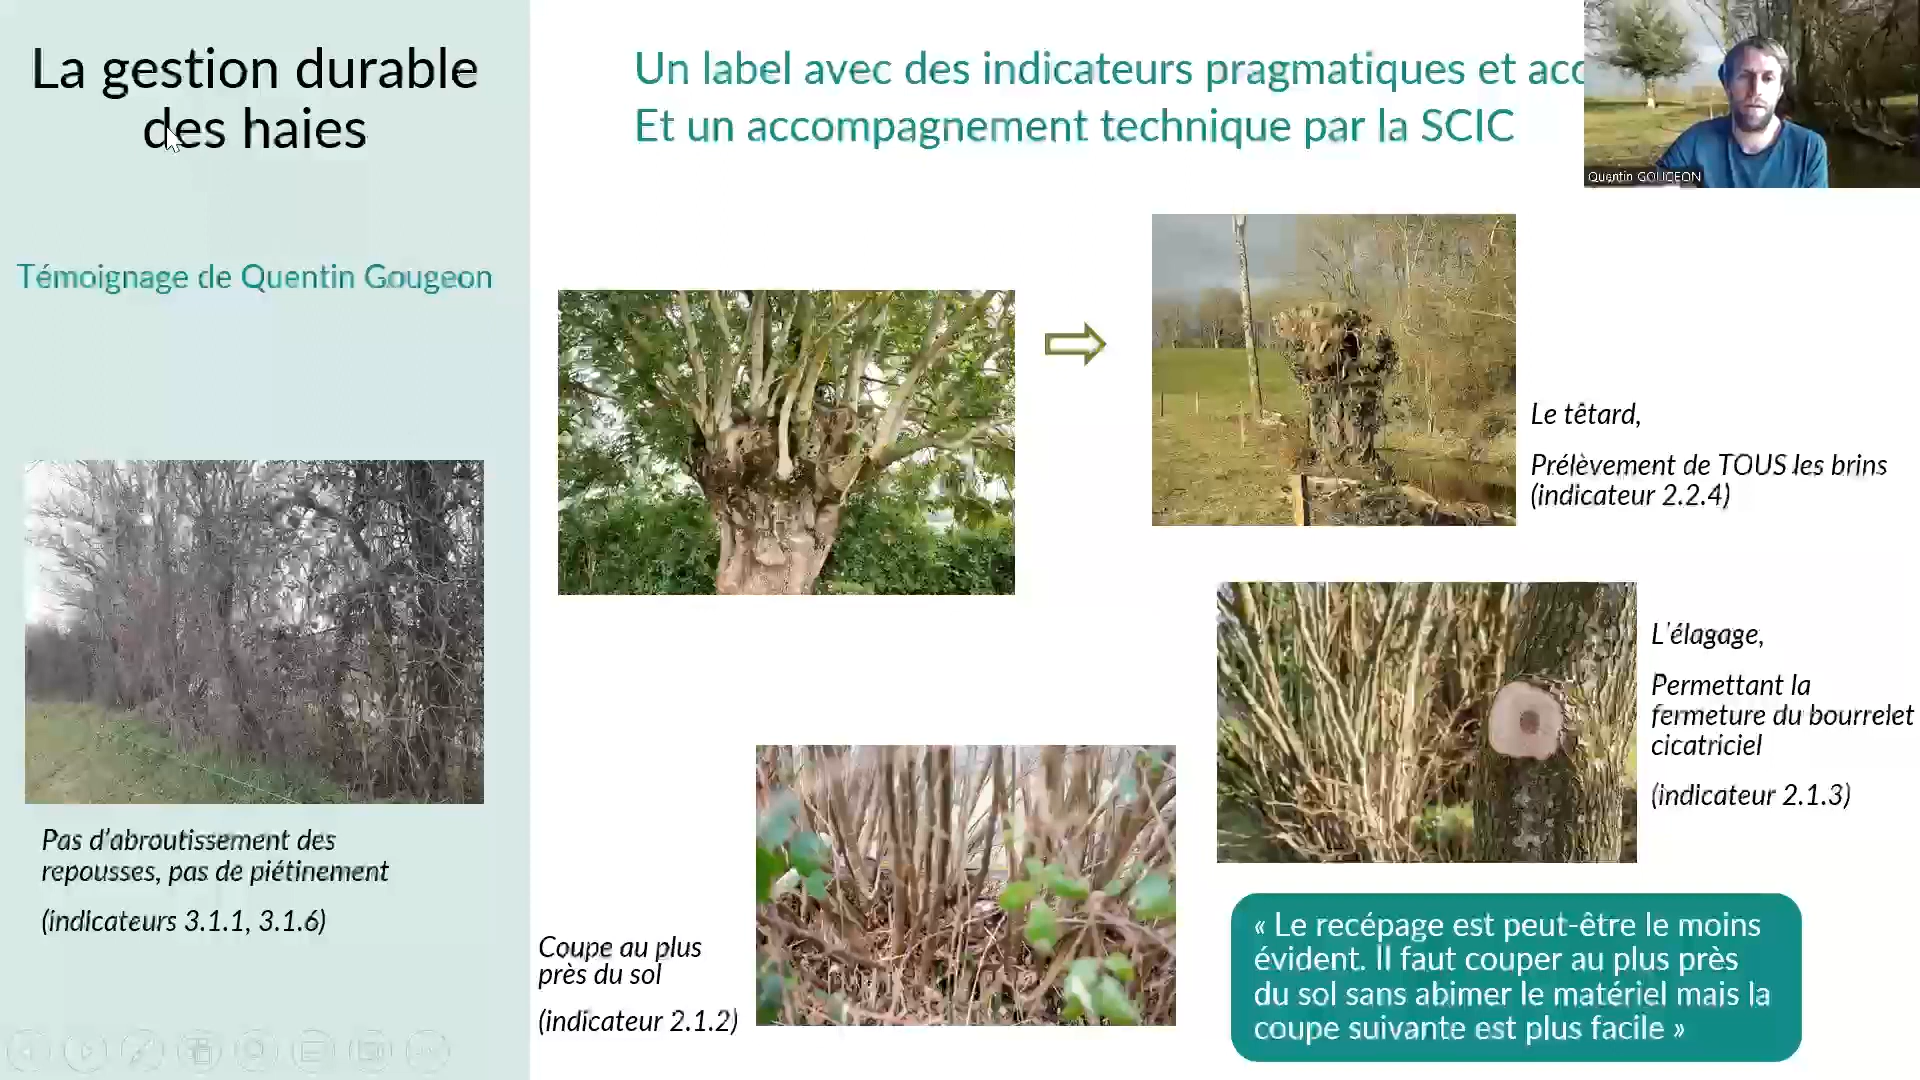 La gestion durable
des haies
Témoignage de Quentin Gougeon
Pas d'abroutissement des
repousses, pas de piétinement
(indicateurs 3.1.1, 3.1.6)
Un label avec des indicateurs pragmatiques et
Et un accompagnement technique par la SCIC
Quentin GOUGEON
Le têtard,
Prélèvement de TOUS les brins
(indicateur 2.2.4)
L'élagage,
Permettant la
fermeture du bourrelet
cicatriciel
(indicateur 2.1.3)
Coupe au plus
près du sol
(indicateur 2.1.2)
« Le recépage est peut-être le moins
évident. Il faut couper au plus près
du sol sans abimer le matériel mais la
coupe suivante est plus facile »